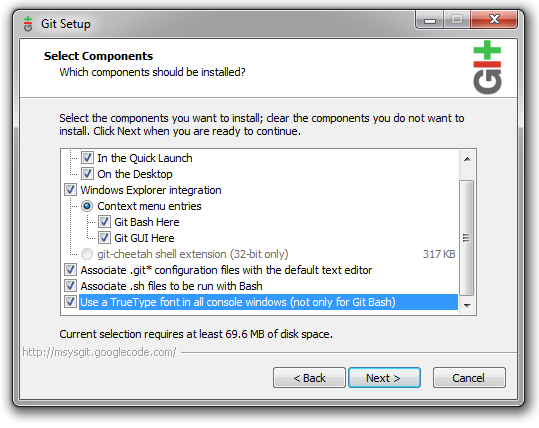 Git Setup
Select Components
Which components should be installed?
GIT
Select the components you want to install; clear the components you do not want to
install. Click Next when you are ready to continue.
In the Quick Launch
On the Desktop
Windows Explorer integration
Context menu entries
Git Bash Here
Git GUI Here
git-cheetah shell extension (32-bit only) 317 KB
Associate .git* configuration files with the default text editor
Associate .sh files to be run with Bash
Use a TrueType font in all console windows (not only for Git Bash)
Current selection requires at least 69.6 MB of disk space.
http://msysgit.googlecode.com/
< Back Next > Cancel